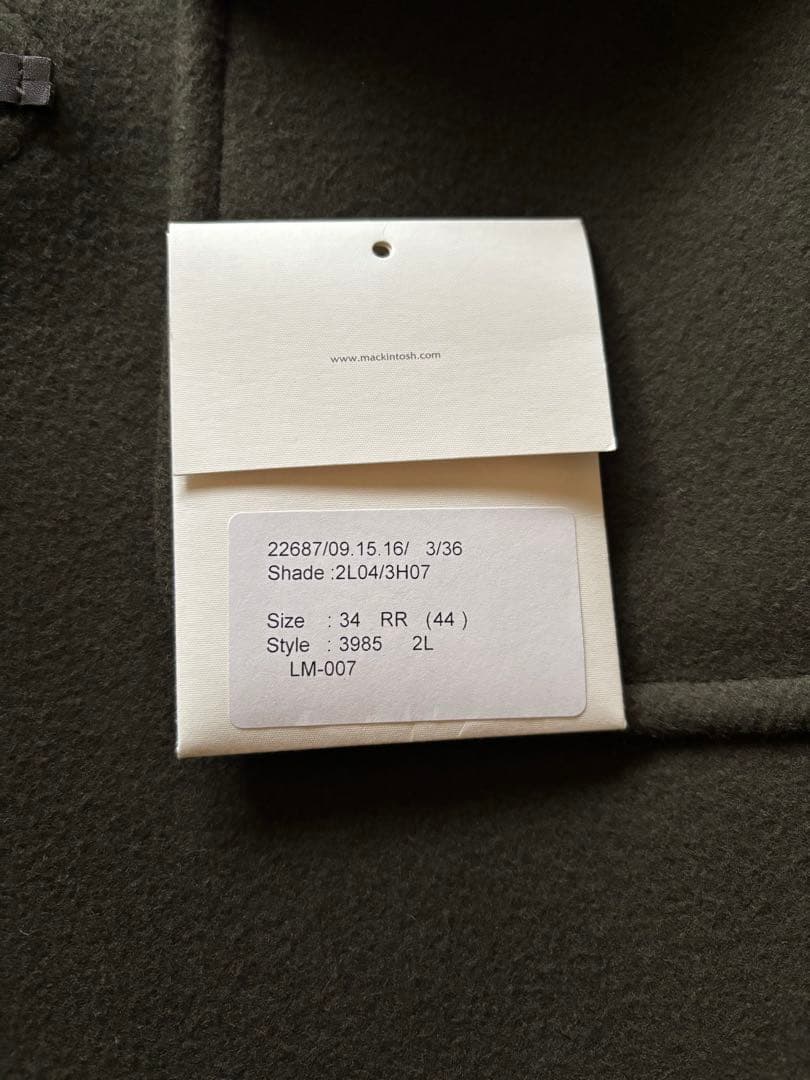 www.mackintosh.com
22687/09.15.16/ 3/36
Shade :2L04/3H07
Size : 34 RR (44 )
Style : 3985 2L
LM-007